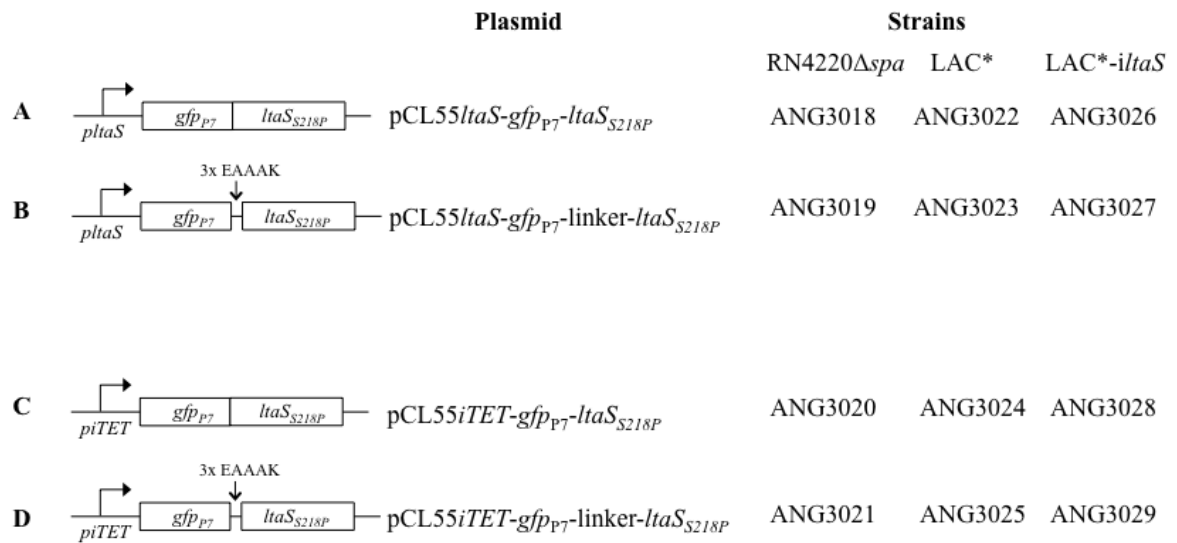 Plasmid Strains
RN4220Δspa LAC* LAC*-iltaS
A pltaS gfpP7 ltaSS218P pCL55ltaS-gfpP7-ltaSS218P ANG3018 ANG3022 ANG3026
3x EAAAK
B pltaS gfpP7 ltaSS218P pCL55ltaS-gfpP7-linker-ltaSS218P ANG3019 ANG3023 ANG3027
C piTET gfpP7 ltaSS218P pCL55iTET-gfpP7-ltaSS218P ANG3020 ANG3024 ANG3028
3x EAAAK
D piTET gfpP7 ltaSS218P pCL55iTET-gfpP7-linker-ltaSS218P ANG3021 ANG3025 ANG3029